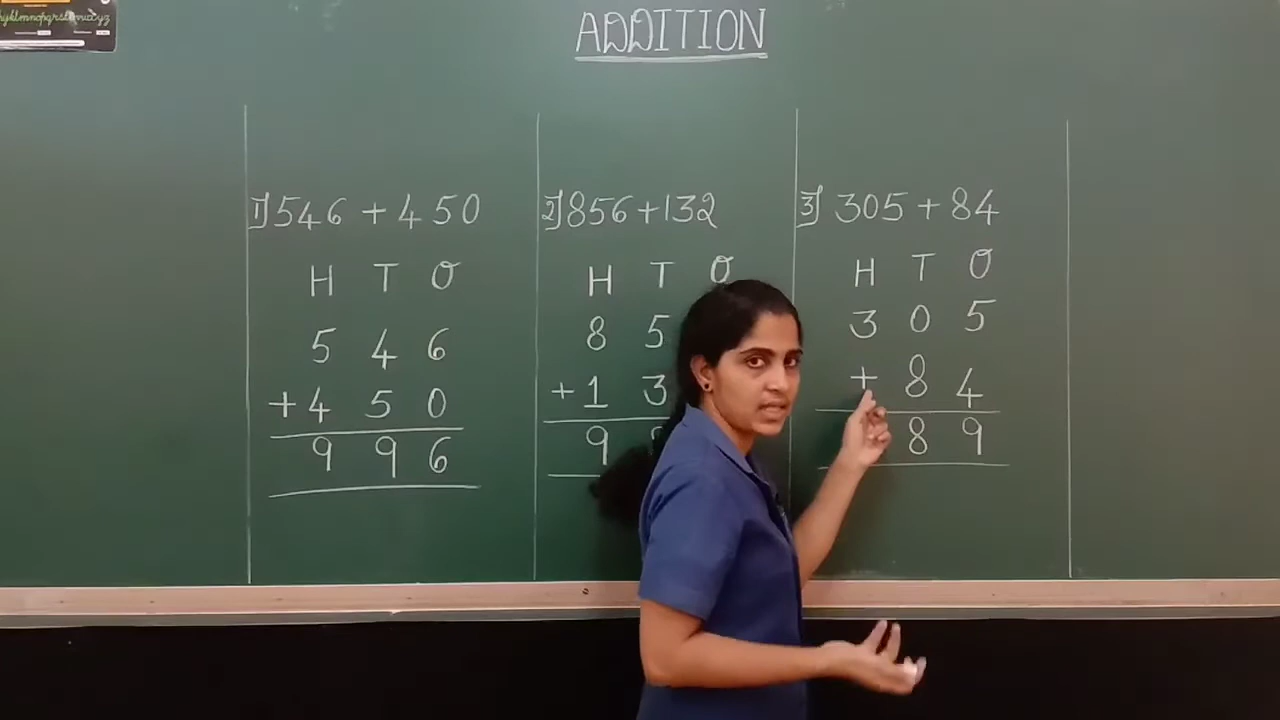 ADDITION
1] 546 + 450
H T O
5 4 6
+ 4 5 0
9 9 6
2] 856 + 132
H T O
8 5
+ 1 3
9
3] 305 + 84
H T O
3 0 5
+ 8 4
8 9